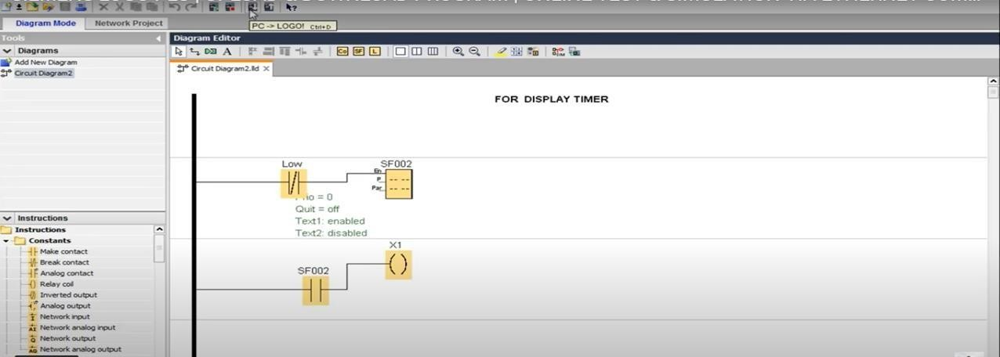 PC -> LOGO! Ctrl+D
Diagram Mode Network Project
Tools
Diagram Editor
Diagrams
Add New Diagram
Circuit Diagram2
Circuit Diagram2.lld
FOR DISPLAY TIMER
Low
SF002
En
P
Par
= 0
Quit = off
Text1: enabled
Text2: disabled
X1
SF002
Instructions
Instructions
Constants
Make contact
Break contact
Analog contact
Relay coil
Inverted output
Analog output
Network input
Network analog input
Network output
Network analog output